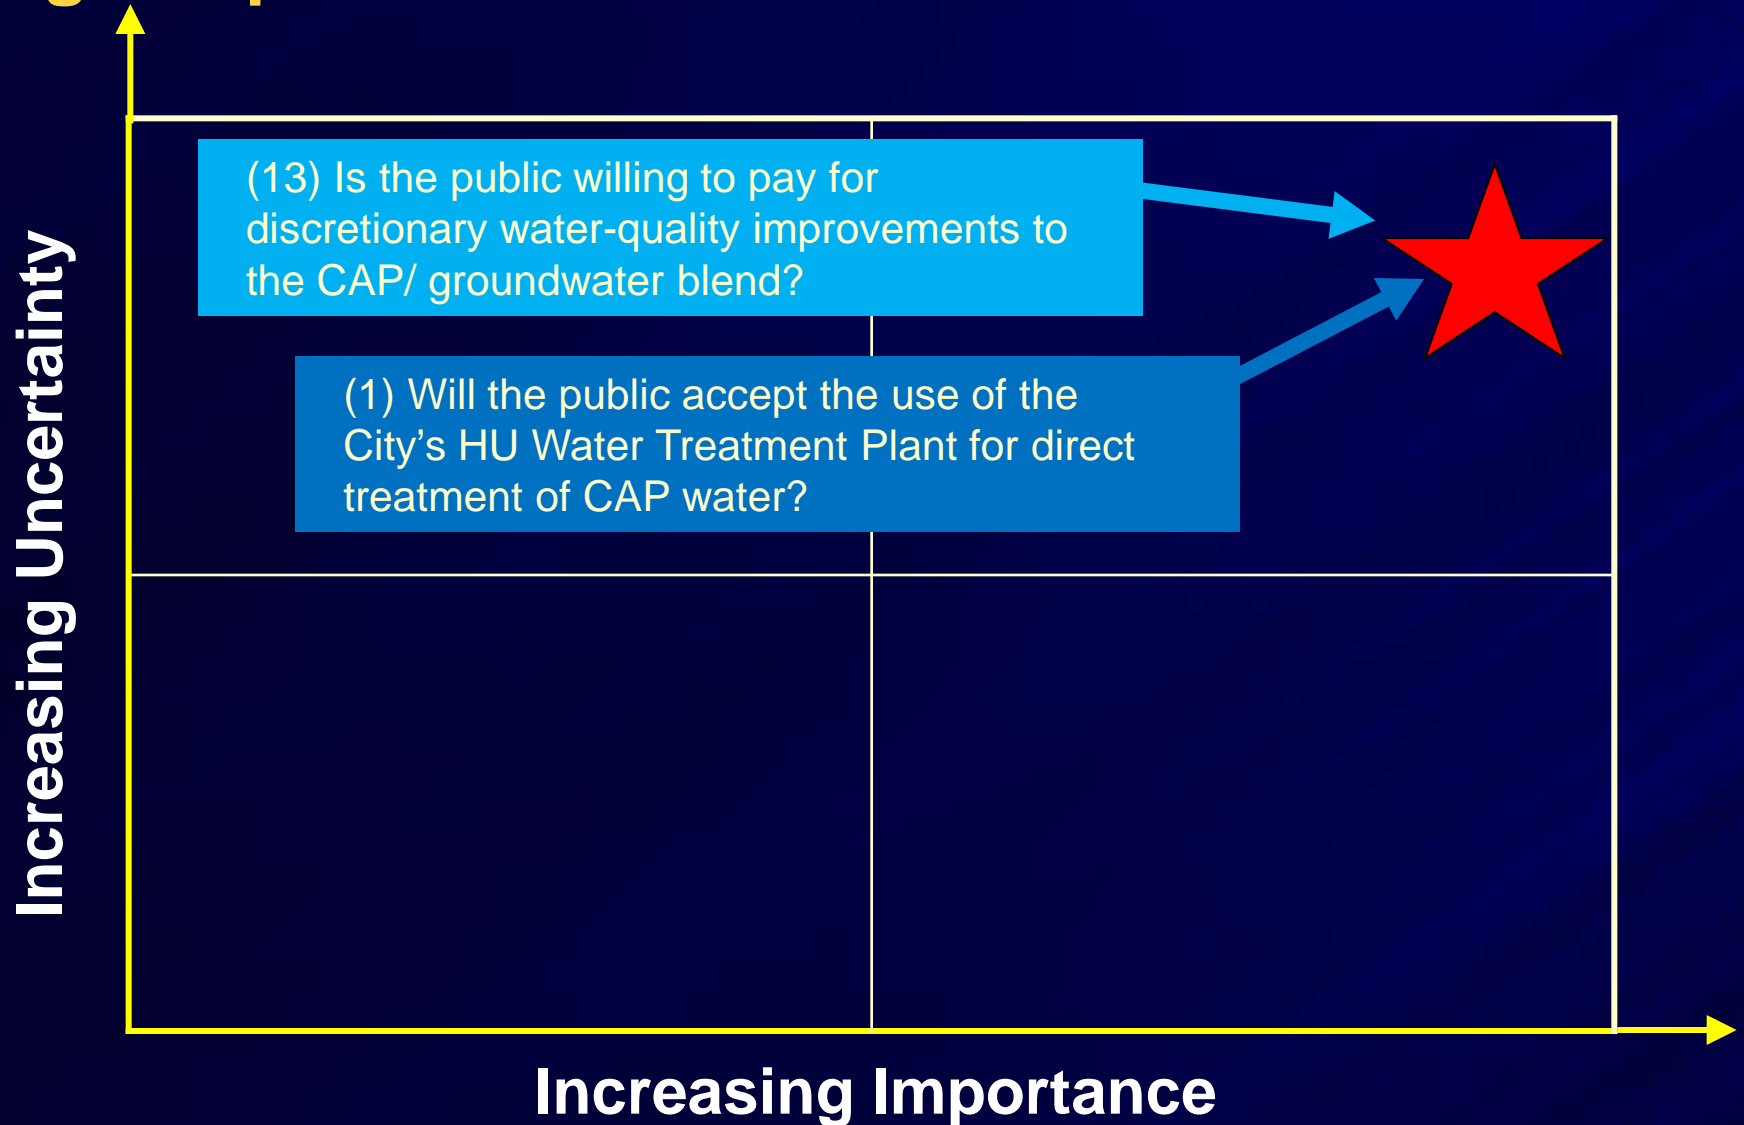 (13) Is the public willing to pay for
discretionary water-quality improvements to
the CAP/ groundwater blend?
(1) Will the public accept the use of the
City’s HU Water Treatment Plant for direct
treatment of CAP water?
Increasing Uncertainty
Increasing Importance